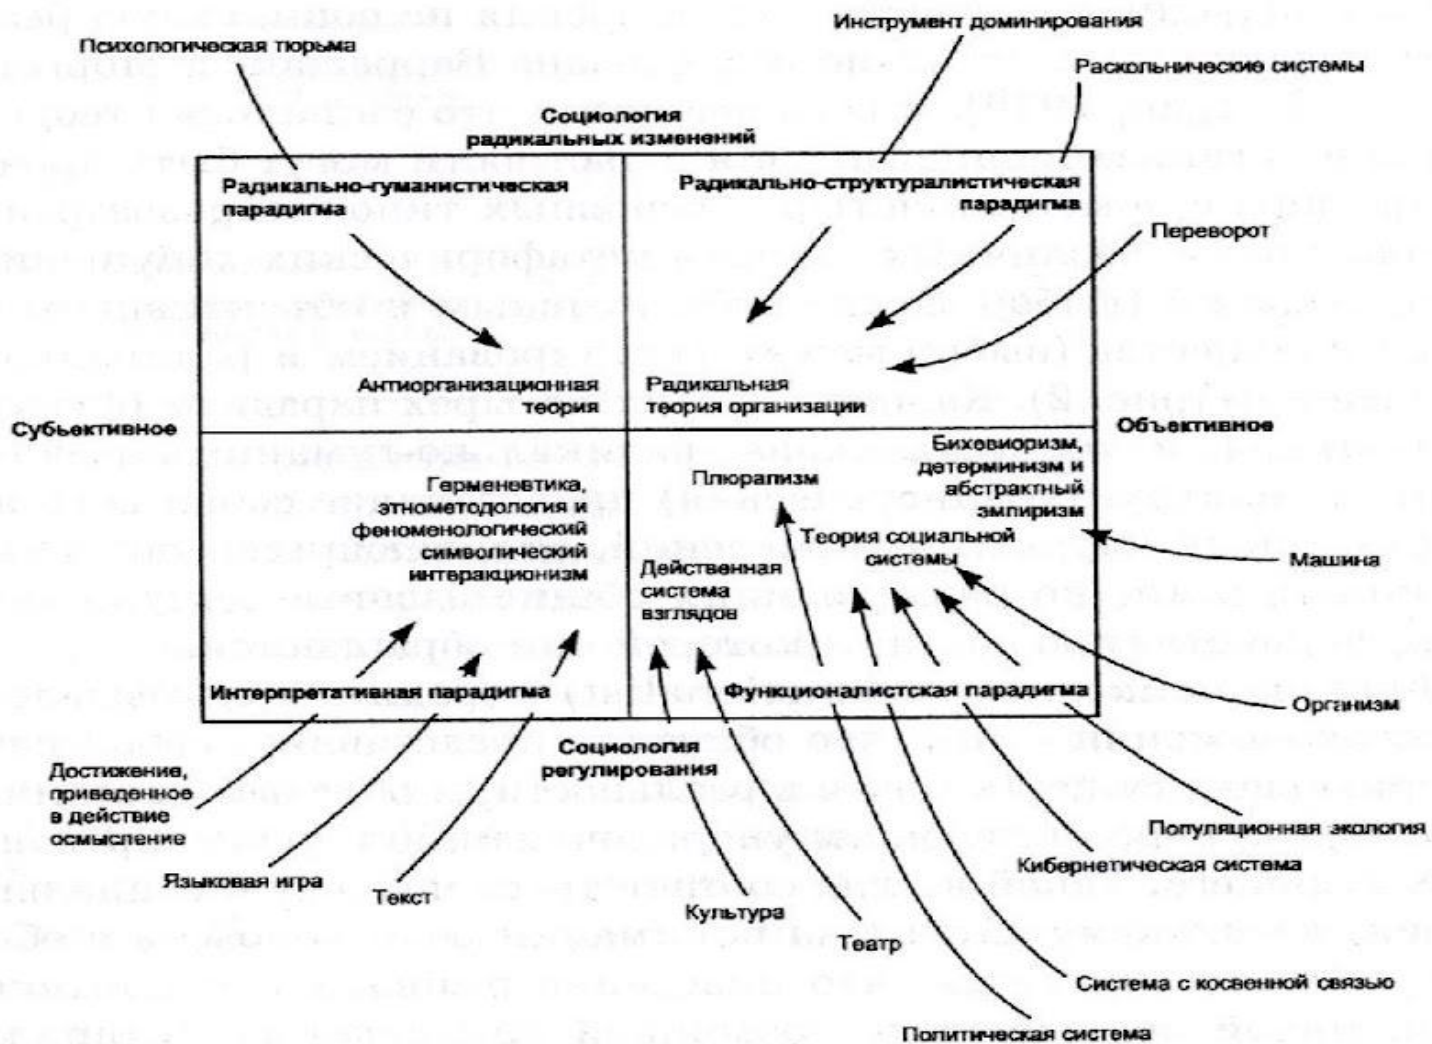 Инструмент доминирования
Психологическая тюрьма
Раскольнические системы
Социология
радикальных изменений
Радикально-гуманистическая
парадигма
Радикально-структуралистическая
парадигма
Переворот
Антиорганизационная
теория
Радикальная
теория организации
Субъективное
Объективное
Герменевтика,
этнометодология и
феноменологический
символический
интеракционизм
Плюрализм
Бихевиоризм,
детерминизм и
абстрактный
эмпиризм
Теория социальной
системы
Действенная
система
взглядов
Машина
Интерпретативная парадигма
Функционалистская парадигма
Организм
Социология
регулирования
Достижение,
приведенное
в действие
осмысление
Популяционная экология
Кибернетическая система
Языковая игра
Текст
Культура
Театр
Система с косвенной связью
Политическая система